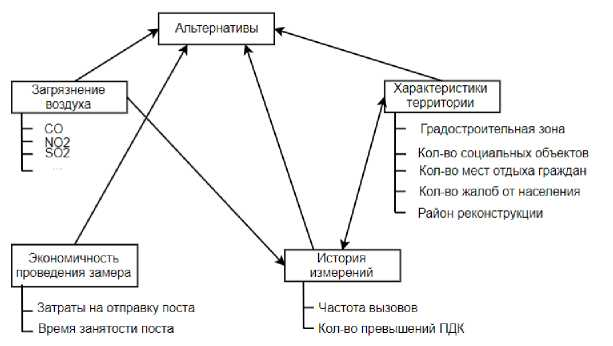 Альтернативы
Загрязнение
воздуха
CO
NO2
SO2
...
Характеристики
территории
Градостроительная зона
Кол-во социальных объектов
Кол-во мест отдыха граждан
Кол-во жалоб от населения
Район реконструкции
Экономичность
проведения замера
Затраты на отправку поста
Время занятости поста
История
измерений
Частота вызовов
Кол-во превышений ПДК